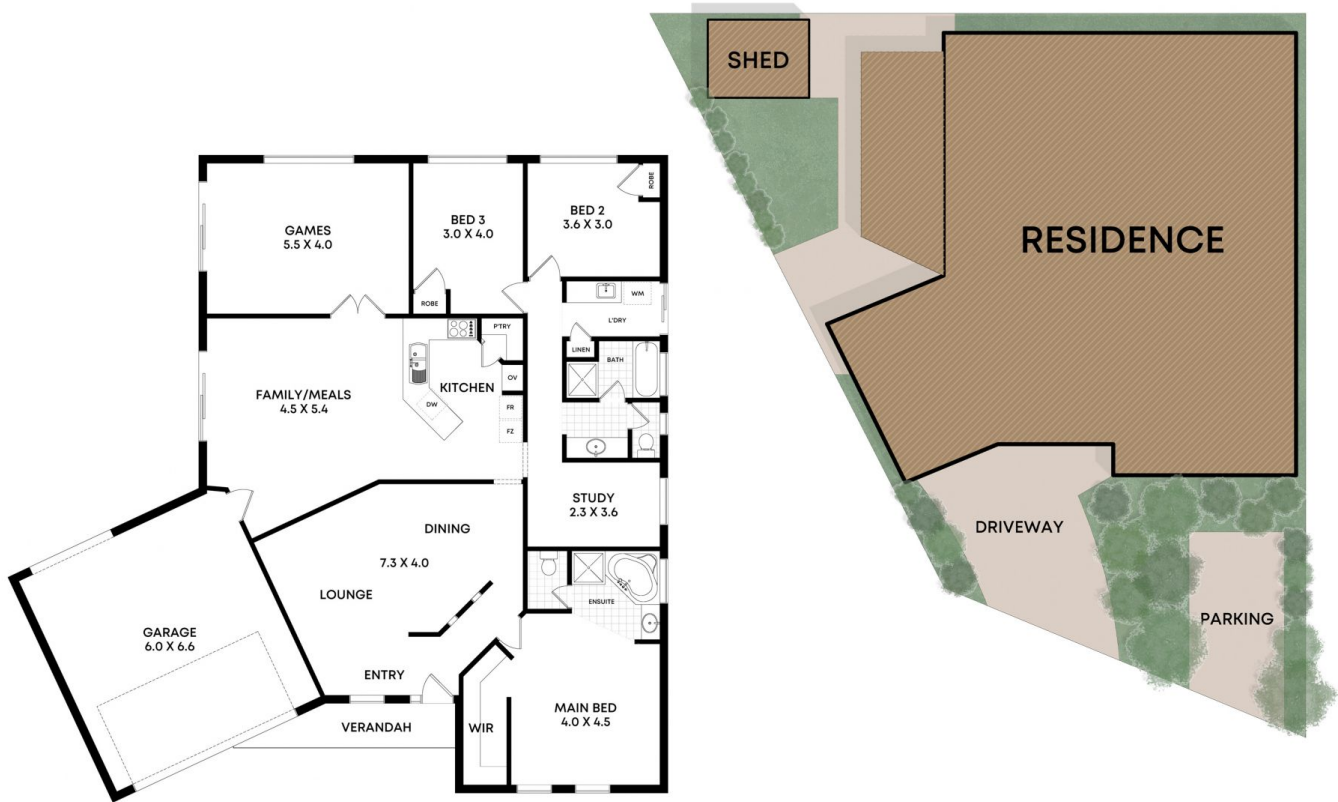 GAMES
5.5 X 4.0
BED 3
3.0 X 4.0
BED 2
3.6 X 3.0
ROBE
ROBE
WM
L'DRY
LINEN
BATH
P'TRY
OV
KITCHEN
FR
FZ
DW
FAMILY/MEALS
4.5 X 5.4
STUDY
2.3 X 3.6
DINING
7.3 X 4.0
LOUNGE
ENSUITE
GARAGE
6.0 X 6.6
ENTRY
VERANDAH
WIR
MAIN BED
4.0 X 4.5
SHED
RESIDENCE
DRIVEWAY
PARKING